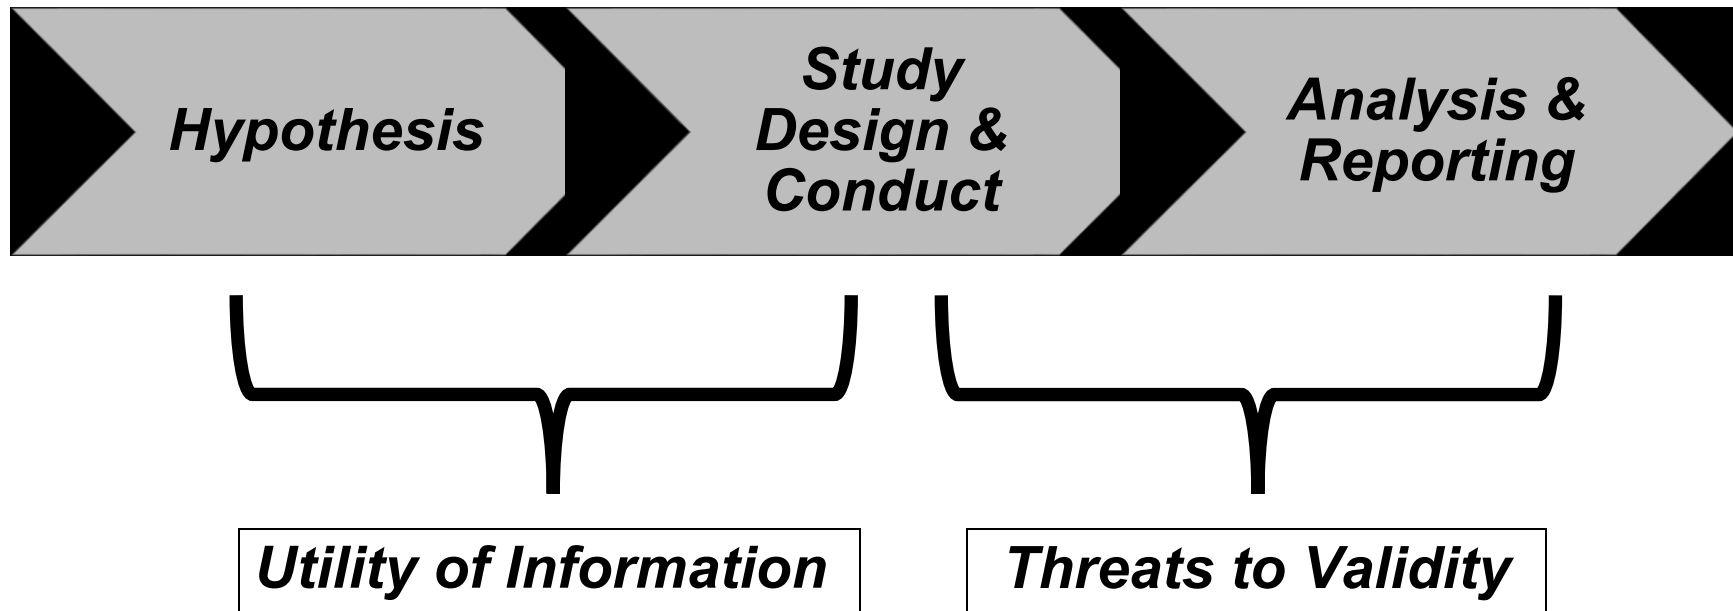 Hypothesis
Study
Design &
Conduct
Analysis &
Reporting
Utility of Information
Threats to Validity